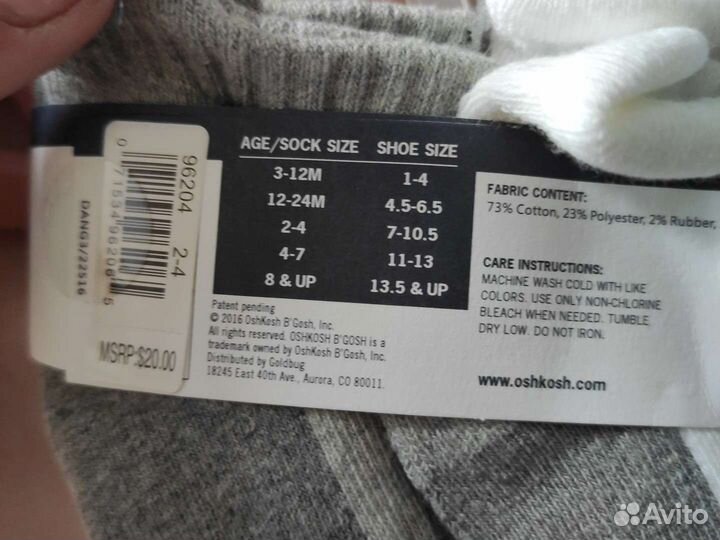 AGE/SOCK SIZE SHOE SIZE
3-12M 1-4
12-24M 4.5-6.5
2-4 7-10.5
4-7 11-13
8 & UP 13.5 & UP
Patent pending
© 2016 OshKosh B'Gosh, Inc.
All rights reserved. OSHKOSH B'GOSH is a
trademark owned by OshKosh B'Gosh, Inc.
Distributed by Goldbug
18245 East 40th Ave., Aurora, CO 80011.
FABRIC CONTENT:
73% Cotton, 23% Polyester, 2% Rubber,
CARE INSTRUCTIONS:
MACHINE WASH COLD WITH LIKE
COLORS. USE ONLY NON-CHLORINE
BLEACH WHEN NEEDED. TUMBLE
DRY LOW. DO NOT IRON.
www.oshkosh.com
96204 2-4
DANG3/22516
MSRP:$20.00
Avito